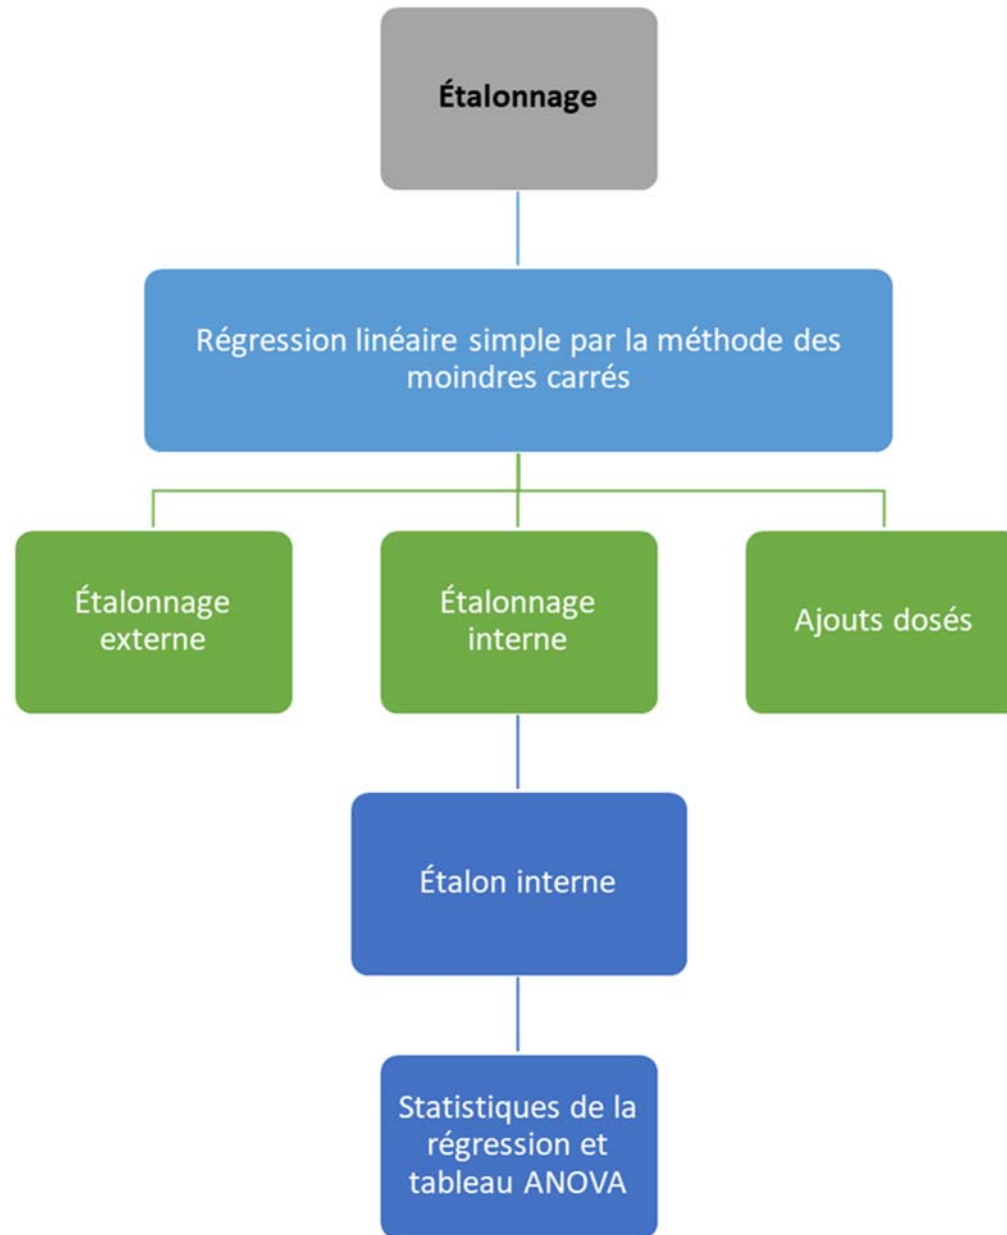 Étalonnage
Régression linéaire simple par la méthode des
moindres carrés
Étalonnage
externe
Étalonnage
interne
Ajouts dosés
Étalon interne
Statistiques de la
régression et
tableau ANOVA